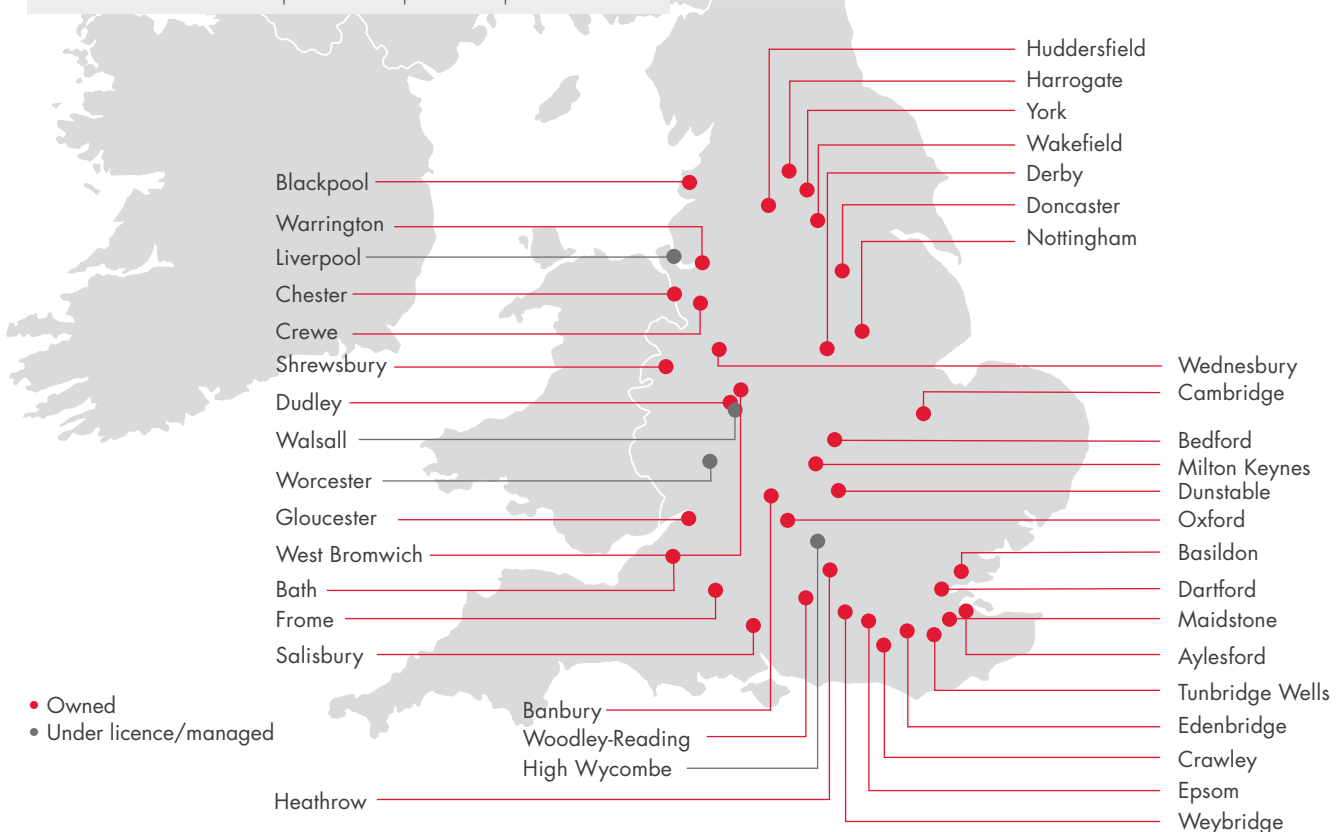 Huddersfield
Harrogate
York
Wakefield
Derby
Doncaster
Nottingham
Blackpool
Warrington
Liverpool
Chester
Crewe
Shrewsbury
Dudley
Walsall
Worcester
Gloucester
West Bromwich
Bath
Frome
Salisbury
Wednesbury
Cambridge
Bedford
Milton Keynes
Dunstable
Oxford
Basildon
Dartford
Maidstone
Aylesford
Tunbridge Wells
Edenbridge
Crawley
Epsom
Weybridge
Banbury
Woodley-Reading
High Wycombe
Heathrow
Owned
Under licence/managed